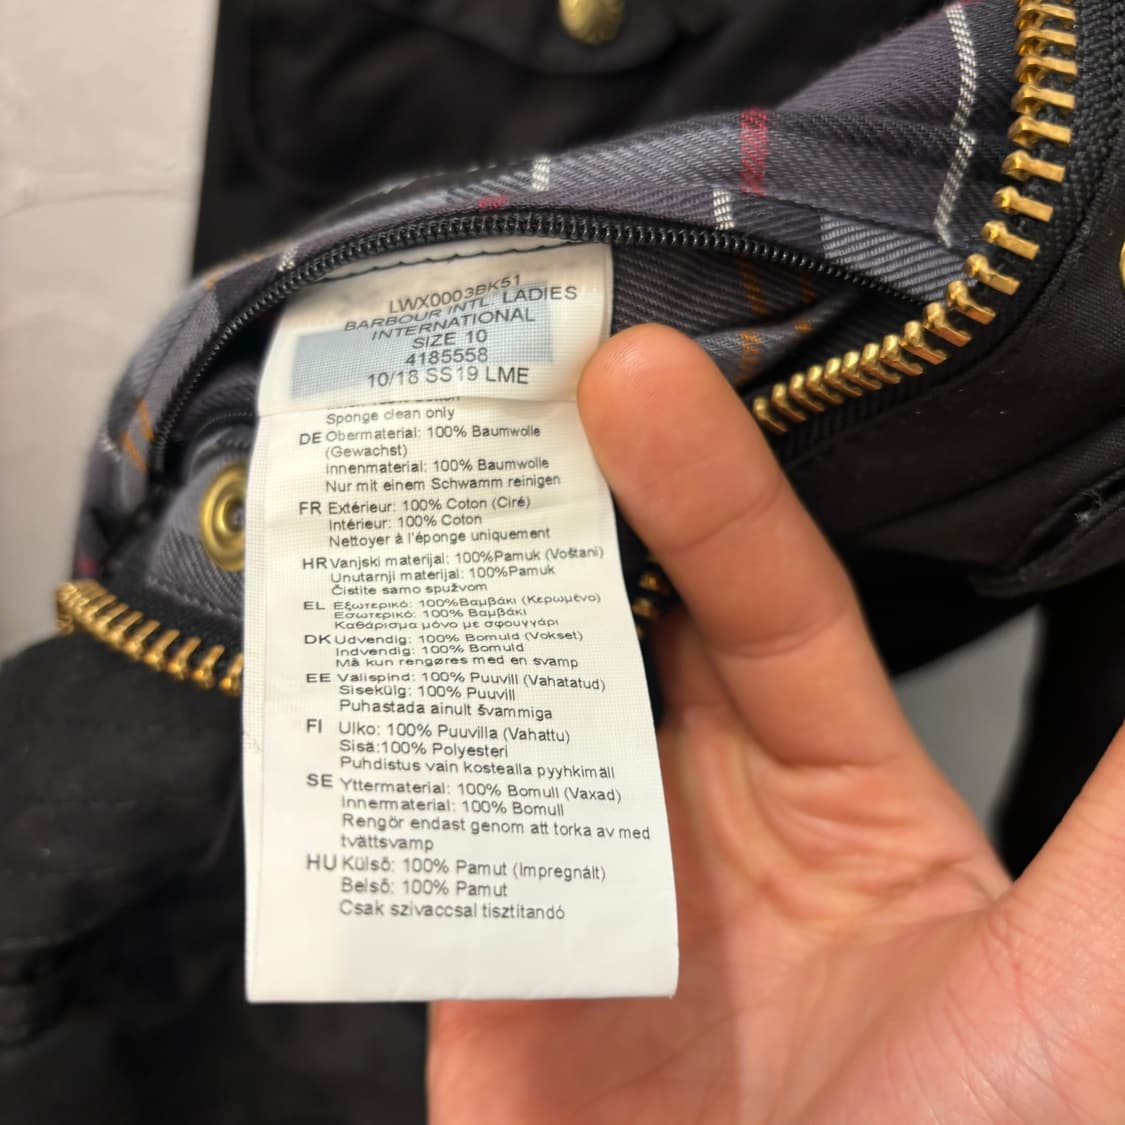 LWX0003BK51
BARBOUR INTL. LADIES
INTERNATIONAL
SIZE 10
4185558
10/18 SS19 LME
Sponge clean only
DE Obermaterial: 100% Baumwolle
(Gewachst)
Innenmaterial: 100% Baumwolle
Nur mit einem Schwamm reinigen
FR Extérieur: 100% Coton (Ciré)
Intérieur: 100% Coton
Nettoyer à l'éponge uniquement
HR Vanjski materijal: 100%Pamuk (Voštani)
Unutarnji materijal: 100%Pamuk
Čistite samo spužvom
EL Εξωτερικό: 100%Βαμβάκι (Κερωμένο)
Εσωτερικό: 100% Βαμβάκι
Καθάρισμα μόνο με σφουγγάρι
DK Udvendig: 100% Bomuld (Vokset)
Indvendig: 100% Bomuld
Må kun rengøres med en svamp
EE Välispind: 100% Puuvill (Vahatatud)
Sisekülg: 100% Puuvill
Puhastada ainult švammiga
FI Ulko: 100% Puuvilla (Vahattu)
Sisä:100% Polyesteri
Puhdistus vain kostealla pyyhkimäll
SE Yttermaterial: 100% Bomull (Vaxad)
Innermaterial: 100% Bomull
Rengör endast genom att torka av med
tvättsvamp
HU Külső: 100% Pamut (Impregnált)
Belső: 100% Pamut
Csak szivaccsal tisztítandó